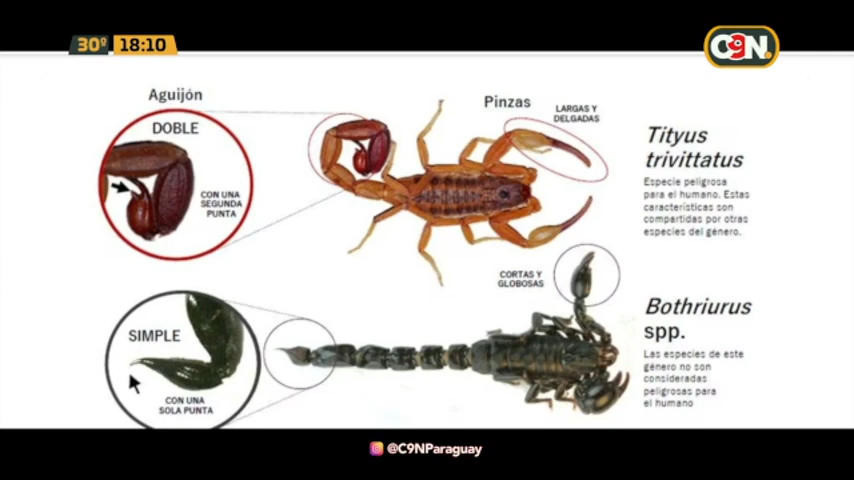 30º 18:10
C9N.
Aguijón
DOBLE
CON UNA
SEGUNDA
PUNTA
Pinzas
LARGAS Y
DELGADAS
Tityus
trivittatus
Especie peligrosa
para el humano. Estas
características son
compartidas por otras
especies del género.
CORTAS Y
GLOBOSAS
SIMPLE
CON UNA
SOLA PUNTA
Bothriurus
spp.
Las especies de este
género no son
consideradas
peligrosas para
el humano
@C9NParaguay